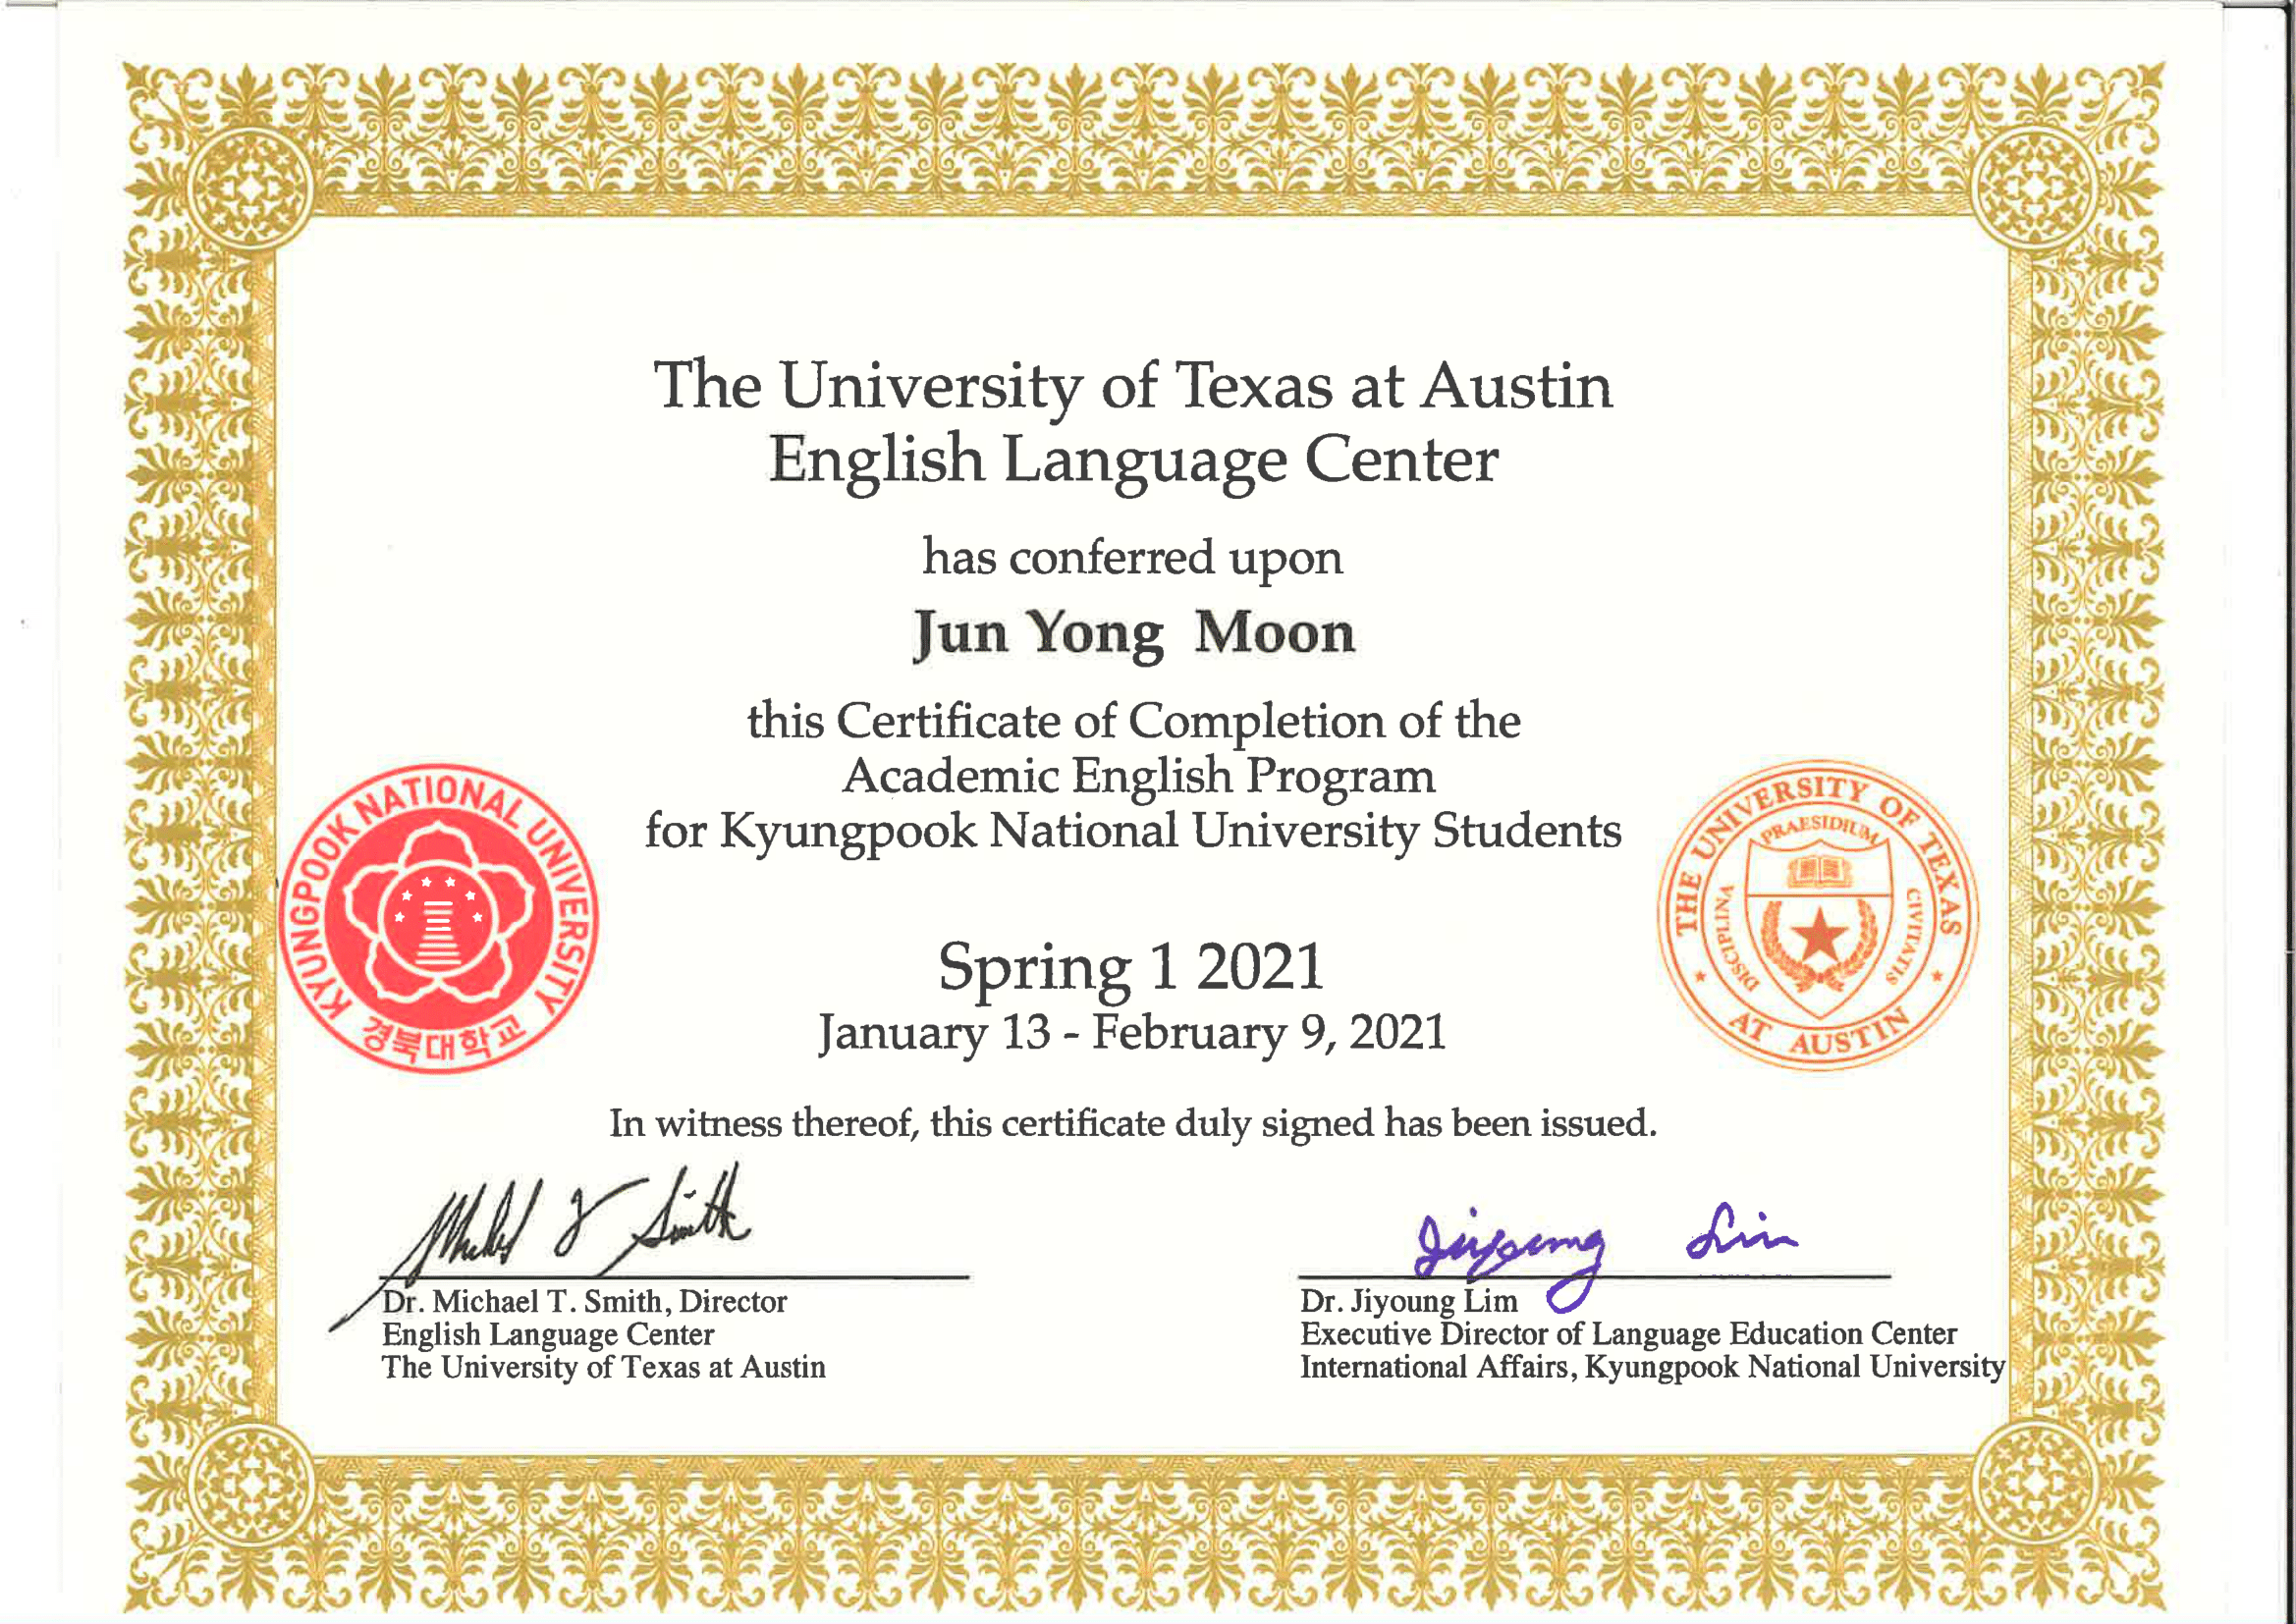 The University of Texas at Austin
English Language Center
has conferred upon
Jun Yong Moon
this Certificate of Completion of the
Academic English Program
for Kyungpook National University Students
KYUNGPOOK NATIONAL UNIVERSITY
경북대학교
THE UNIVERSITY OF TEXAS
AT AUSTIN
PRAESIDIUM
DISCIPLINA
CIVITATIS
Spring 1 2021
January 13 - February 9, 2021
In witness thereof, this certificate duly signed has been issued.
Michael T Smith
Jiyoung Lim
Dr. Michael T. Smith, Director
English Language Center
The University of Texas at Austin
Dr. Jiyoung Lim
Executive Director of Language Education Center
International Affairs, Kyungpook National University